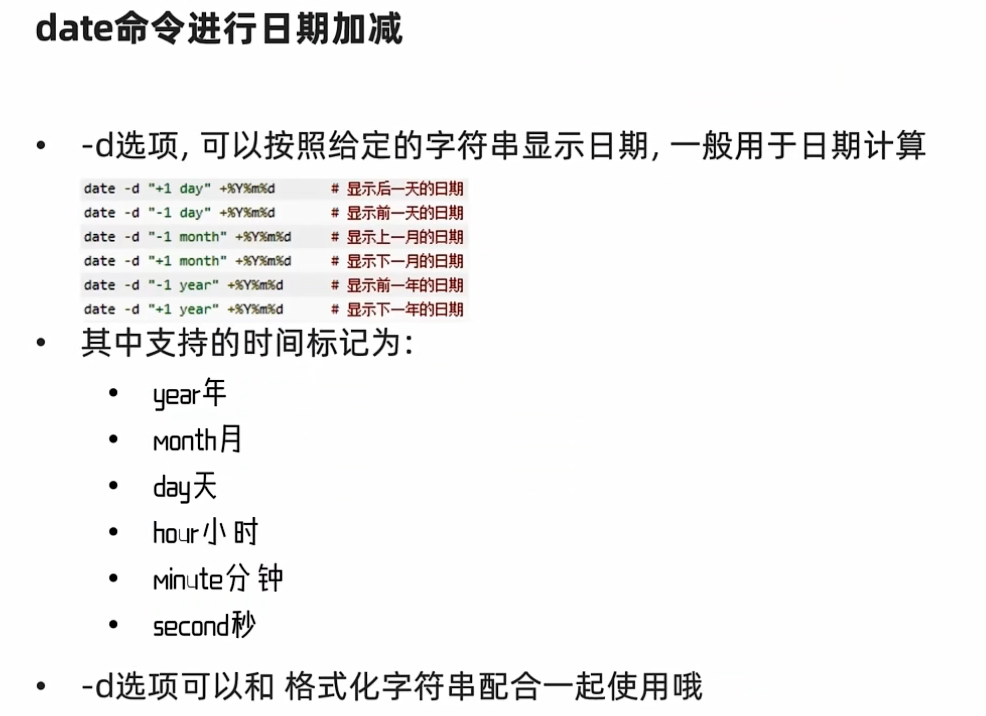 date命令进行日期加减
• -d选项, 可以按照给定的字符串显示日期, 一般用于日期计算
date -d "+1 day" +%Y%m%d # 显示后一天的日期
date -d "-1 day" +%Y%m%d # 显示前一天的日期
date -d "-1 month" +%Y%m%d # 显示上一月的日期
date -d "+1 month" +%Y%m%d # 显示下一月的日期
date -d "-1 year" +%Y%m%d # 显示前一年的日期
date -d "+1 year" +%Y%m%d # 显示下一年的日期
• 其中支持的时间标记为:
• year年
• month月
• day天
• hour小时
• minute分钟
• second秒
• -d选项可以和 格式化字符串配合一起使用哦